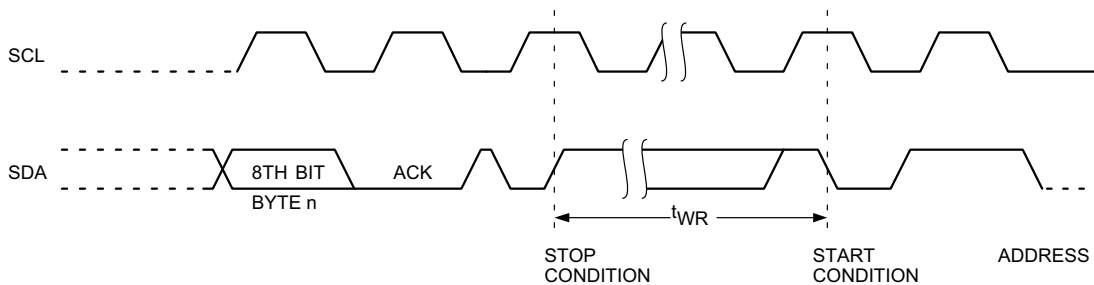 SCL
SDA
8TH BIT
ACK
BYTE n
tWR
STOP
CONDITION
START
CONDITION
ADDRESS